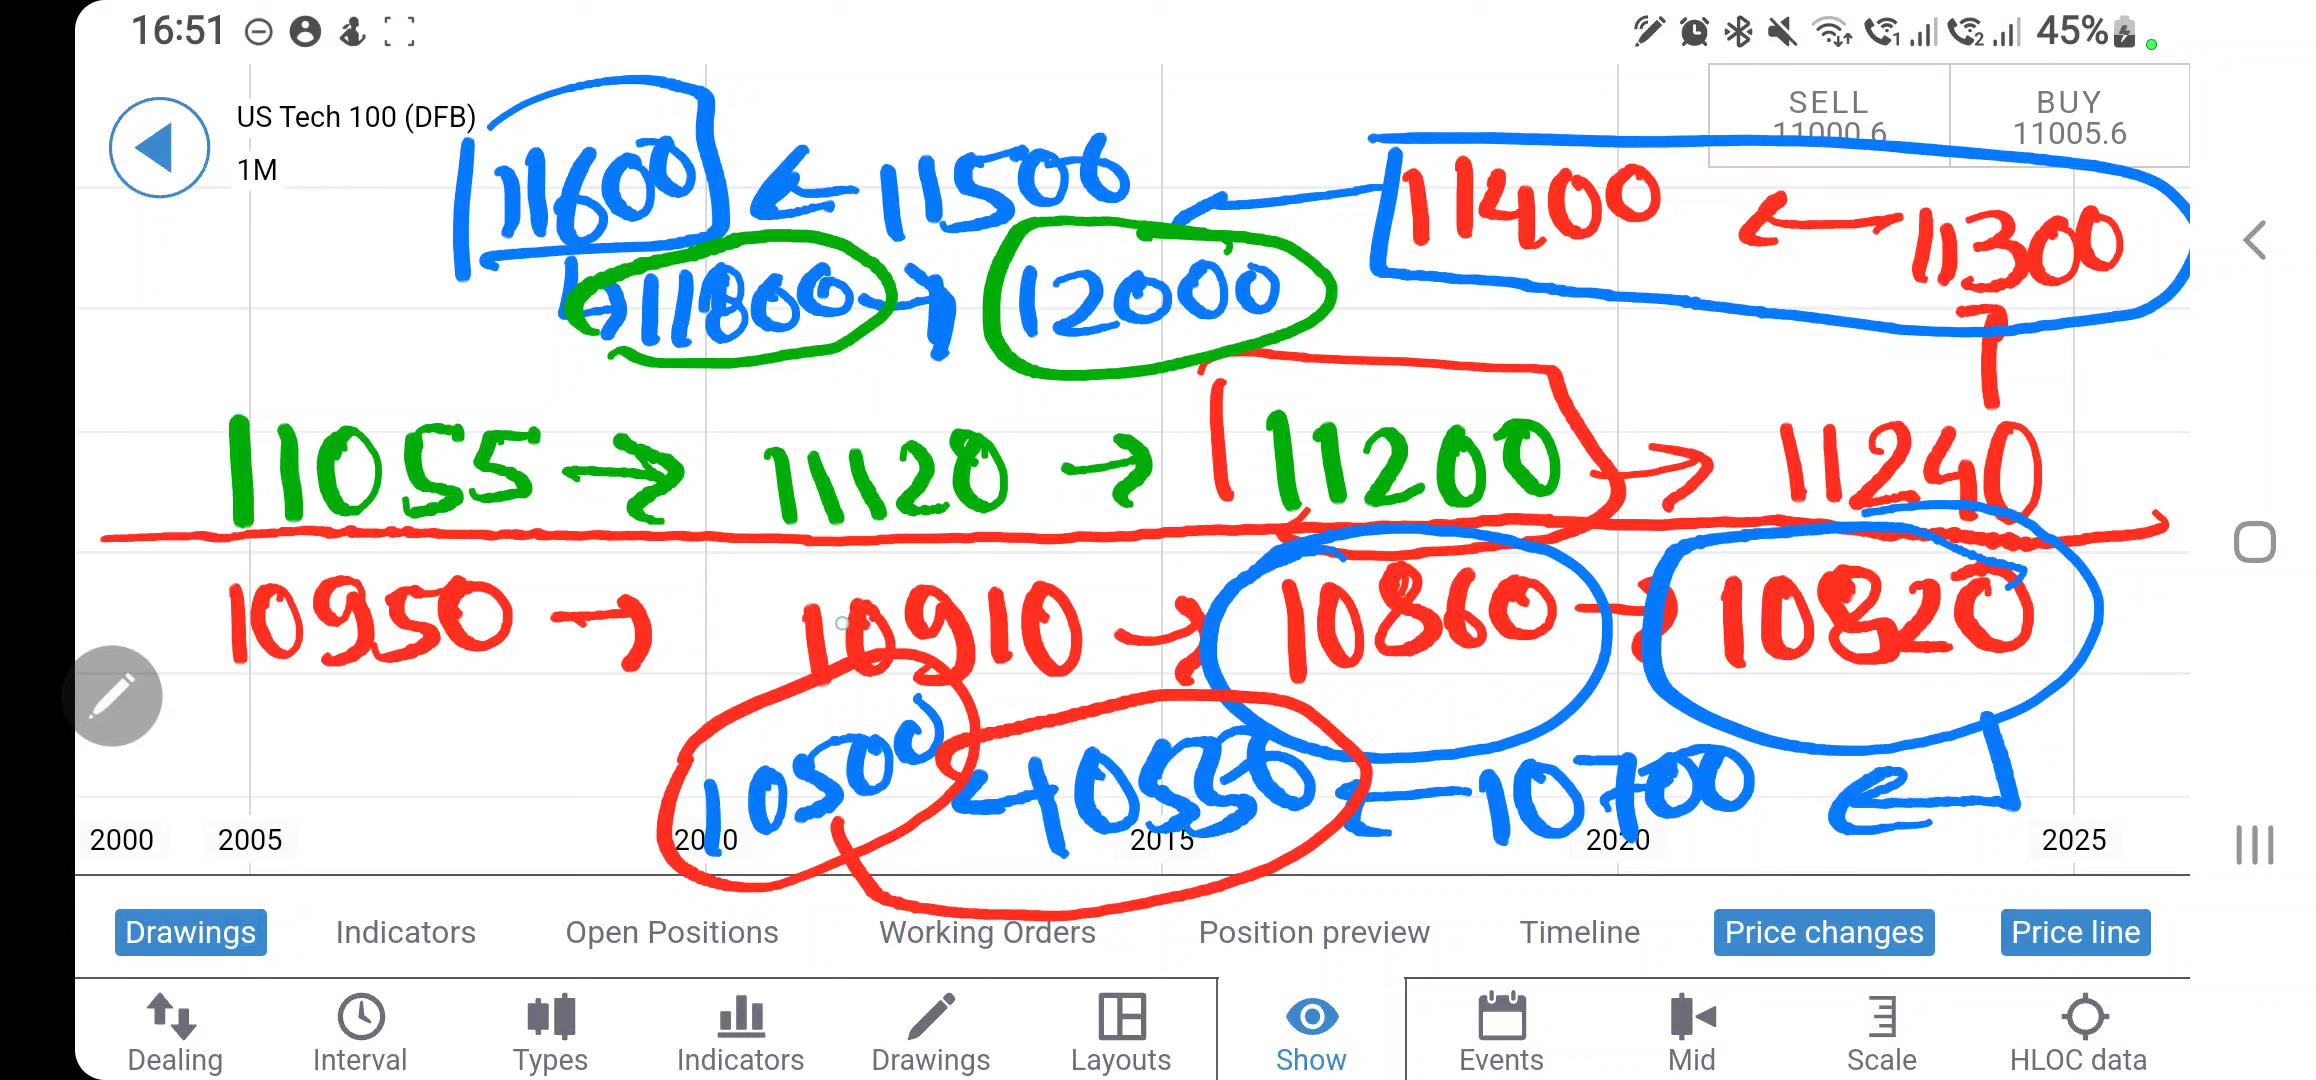 16:51 45%
US Tech 100 (DFB)
1M
SELL BUY
11000.6 11005.6
11600 ← 11500 ← 11400 ← 11300
→ 11800 → 12000
11055 → 11120 → 11200 → 11240
10950 → 10910 → 10860 → 10820
10500 ← 10550 ← 10700 ←
2000 2005 2010 2015 2020 2025
Drawings Indicators Open Positions Working Orders Position preview Timeline Price changes Price line
Dealing Interval Types Indicators Drawings Layouts Show Events Mid Scale HLOC data